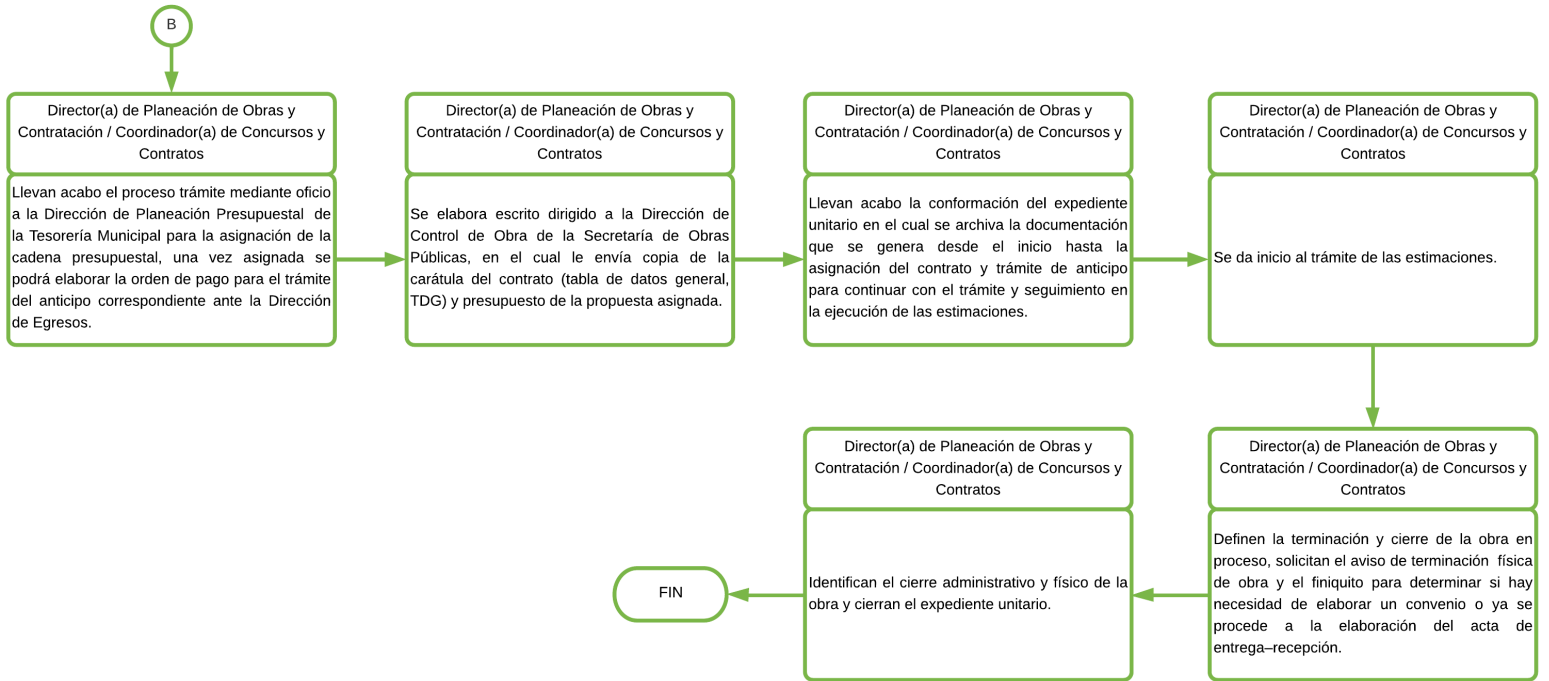 B
Director(a) de Planeación de Obras y
Contratación / Coordinador(a) de Concursos y
Contratos
Llevan acabo el proceso trámite mediante oficio
a la Dirección de Planeación Presupuestal de
la Tesorería Municipal para la asignación de la
cadena presupuestal, una vez asignada se
podrá elaborar la orden de pago para el trámite
del anticipo correspondiente ante la Dirección
de Egresos.
Director(a) de Planeación de Obras y
Contratación / Coordinador(a) de Concursos y
Contratos
Se elabora escrito dirigido a la Dirección de
Control de Obra de la Secretaría de Obras
Públicas, en el cual le envía copia de la
carátula del contrato (tabla de datos general,
TDG) y presupuesto de la propuesta asignada.
Director(a) de Planeación de Obras y
Contratación / Coordinador(a) de Concursos y
Contratos
Llevan acabo la conformación del expediente
unitario en el cual se archiva la documentación
que se genera desde el inicio hasta la
asignación del contrato y trámite de anticipo
para continuar con el trámite y seguimiento en
la ejecución de las estimaciones.
Director(a) de Planeación de Obras y
Contratación / Coordinador(a) de Concursos y
Contratos
Se da inicio al trámite de las estimaciones.
Director(a) de Planeación de Obras y
Contratación / Coordinador(a) de Concursos y
Contratos
Definen la terminación y cierre de la obra en
proceso, solicitan el aviso de terminación física
de obra y el finiquito para determinar si hay
necesidad de elaborar un convenio o ya se
procede a la elaboración del acta de
entrega–recepción.
Director(a) de Planeación de Obras y
Contratación / Coordinador(a) de Concursos y
Contratos
Identifican el cierre administrativo y físico de la
obra y cierran el expediente unitario.
FIN